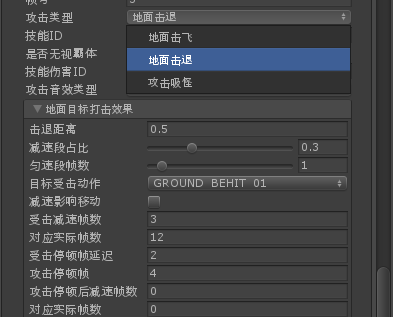 帧号
攻击类型 地面击退
技能ID 地面击飞
是否无视霸体 地面击退
技能伤害ID 攻击吸怪
攻击音效类型
地面目标打击效果
击退距离 0.5
减速段占比 0.3
匀速段帧数 1
目标受击动作 GROUND_BEHIT_01
减速影响移动
受击减速帧数 3
对应实际帧数 12
受击停顿帧延迟 2
攻击停顿帧 4
攻击停顿后减速帧数 0
对应实际帧数 0